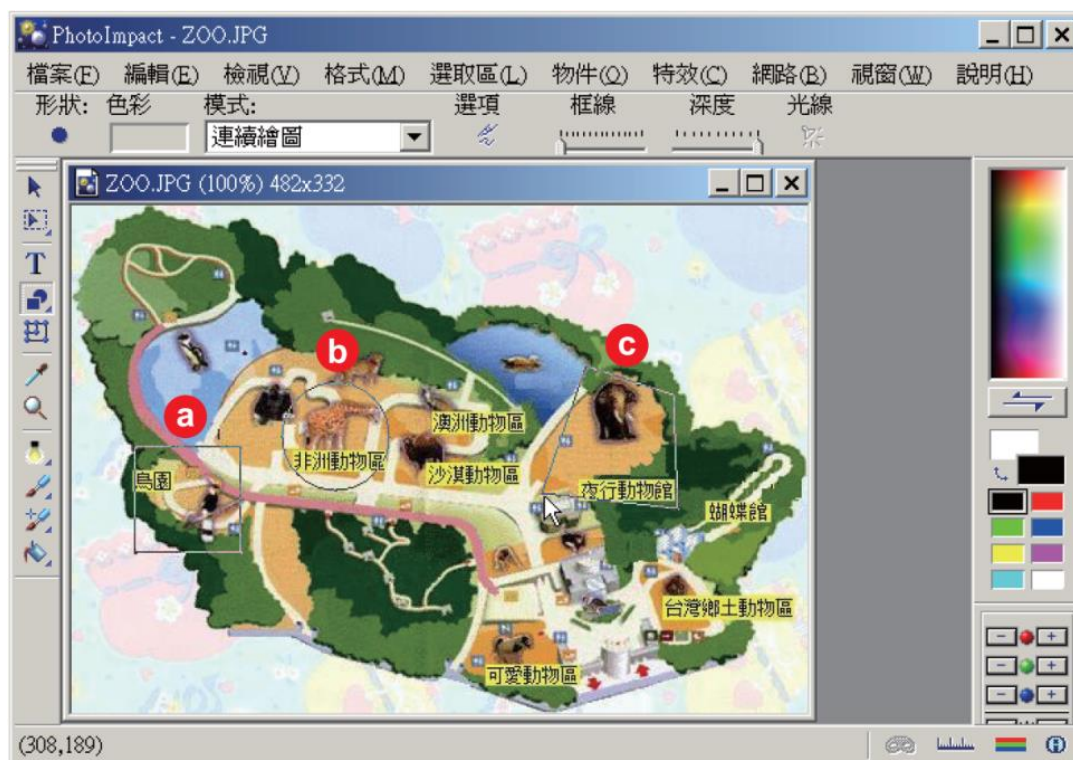 PhotoImpact - ZOO.JPG
檔案(F) 編輯(E) 檢視(V) 格式(M) 選取區(L) 物件(O) 特效(C) 網路(B) 視窗(W) 說明(H)
形狀: 色彩 模式: 選項 框線 深度 光線
連續繪圖
ZOO.JPG (100%) 482x332
T
b
c
a
澳洲動物區
非洲動物區
沙漠動物區
鳥園
夜行動物館
蝴蝶館
台灣鄉土動物區
可愛動物區
(308,189)